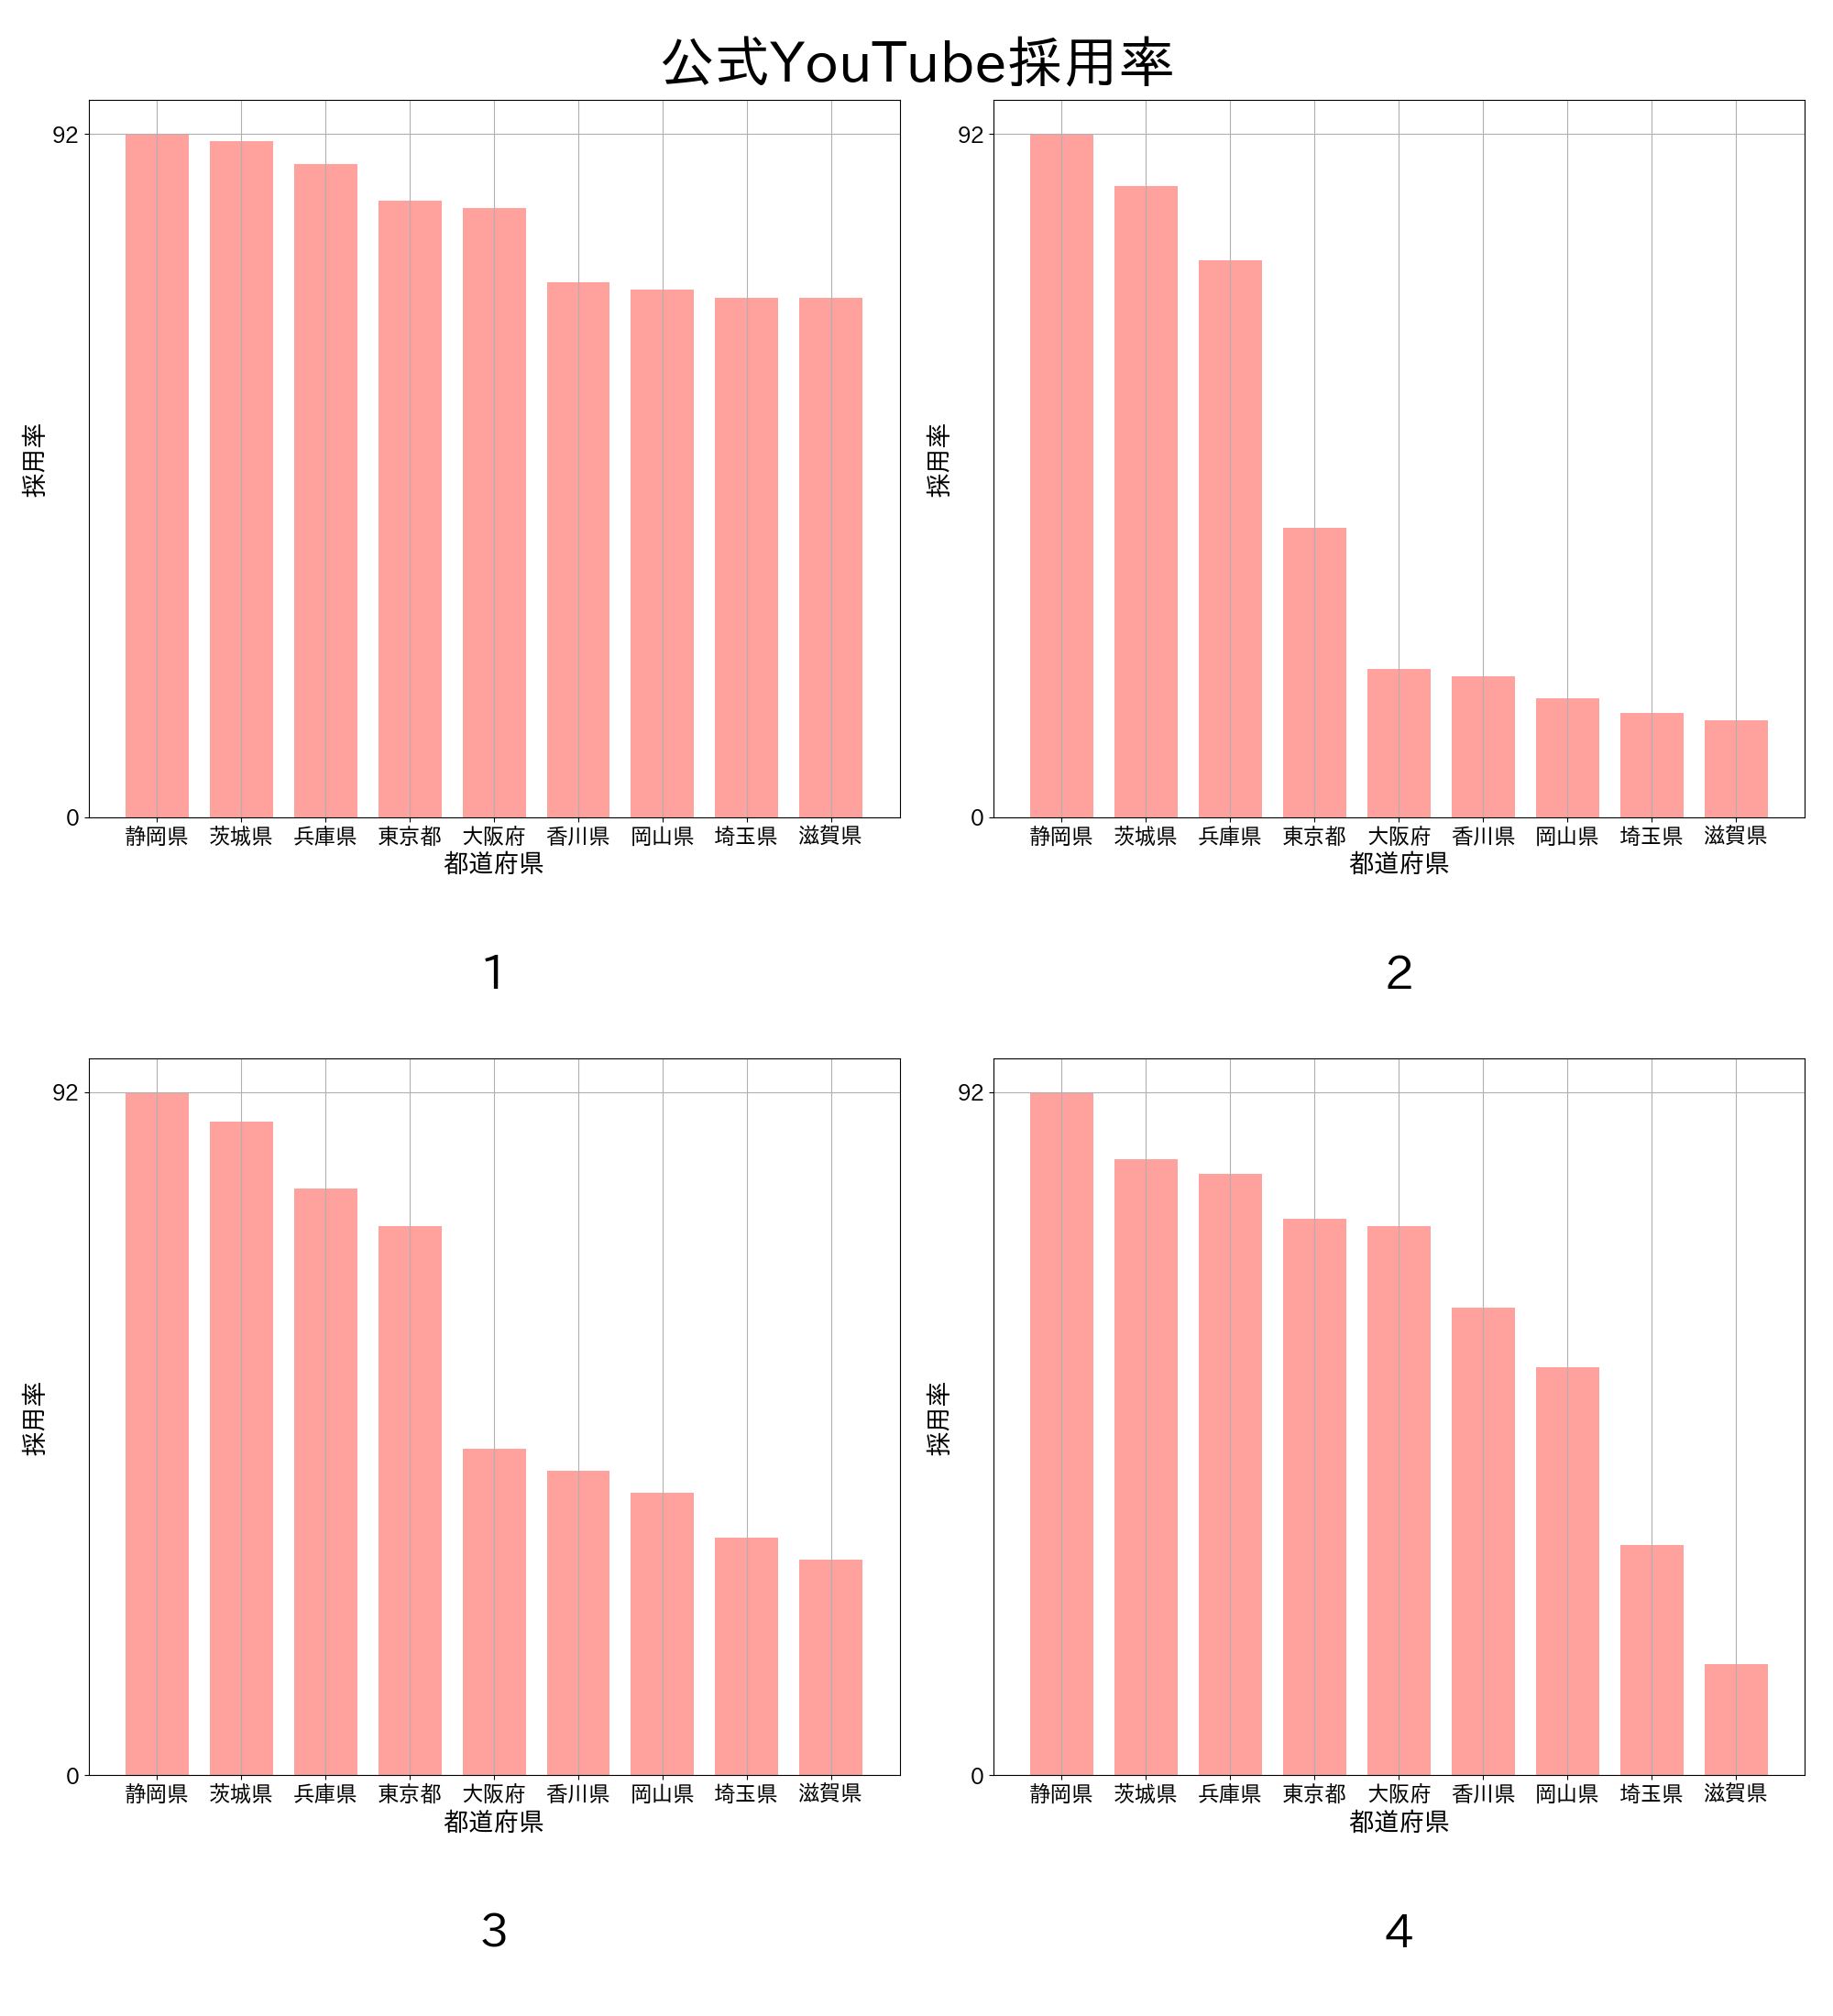 公式YouTube採用率
92
0
採用率
静岡県 茨城県 兵庫県 東京都 大阪府 香川県 岡山県 埼玉県 滋賀県
都道府県
1
92
0
採用率
静岡県 茨城県 兵庫県 東京都 大阪府 香川県 岡山県 埼玉県 滋賀県
都道府県
2
92
0
採用率
静岡県 茨城県 兵庫県 東京都 大阪府 香川県 岡山県 埼玉県 滋賀県
都道府県
3
92
0
採用率
静岡県 茨城県 兵庫県 東京都 大阪府 香川県 岡山県 埼玉県 滋賀県
都道府県
4